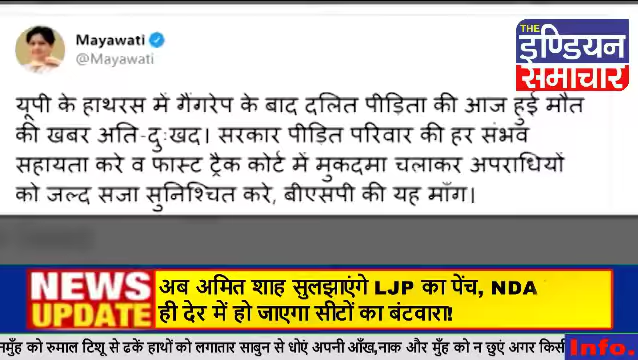 Mayawati
@Mayawati
THE
इण्डियन
समाचार
यूपी के हाथरस में गैंगरेप के बाद दलित पीड़िता की आज हुई मौत
की खबर अति-दुःखद। सरकार पीड़ित परिवार की हर संभव
सहायता करे व फास्ट ट्रैक कोर्ट में मुकदमा चलाकर अपराधियों
को जल्द सजा सुनिश्चित करे, बीएसपी की यह माँग।
NEWS
UPDATE
अब अमित शाह सुलझाएंगे LJP का पेंच, NDA
ही देर में हो जाएगा सीटों का बंटवारा!
नमुँह को रुमाल टिशू से ढकें हाथों को लगातार साबुन से धोएं अपनी आँख,नाक और मुँह को न छुएं अगर किसी
Info.